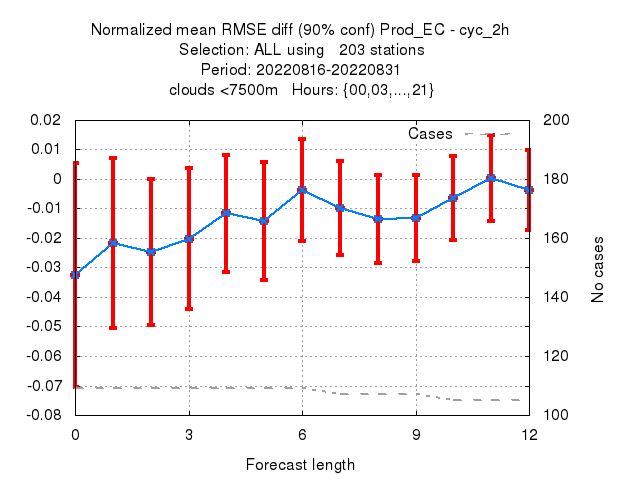 Normalized mean RMSE diff (90% conf) Prod_EC - cyc_2h
Selection: ALL using   203 stations
Period: 20220816-20220831
clouds <7500m   Hours: {00,03,...,21}
Cases
0.02
0.01
0
-0.01
-0.02
-0.03
-0.04
-0.05
-0.06
-0.07
-0.08
200
180
160
140
120
100
No cases
0 3 6 9 12
Forecast length